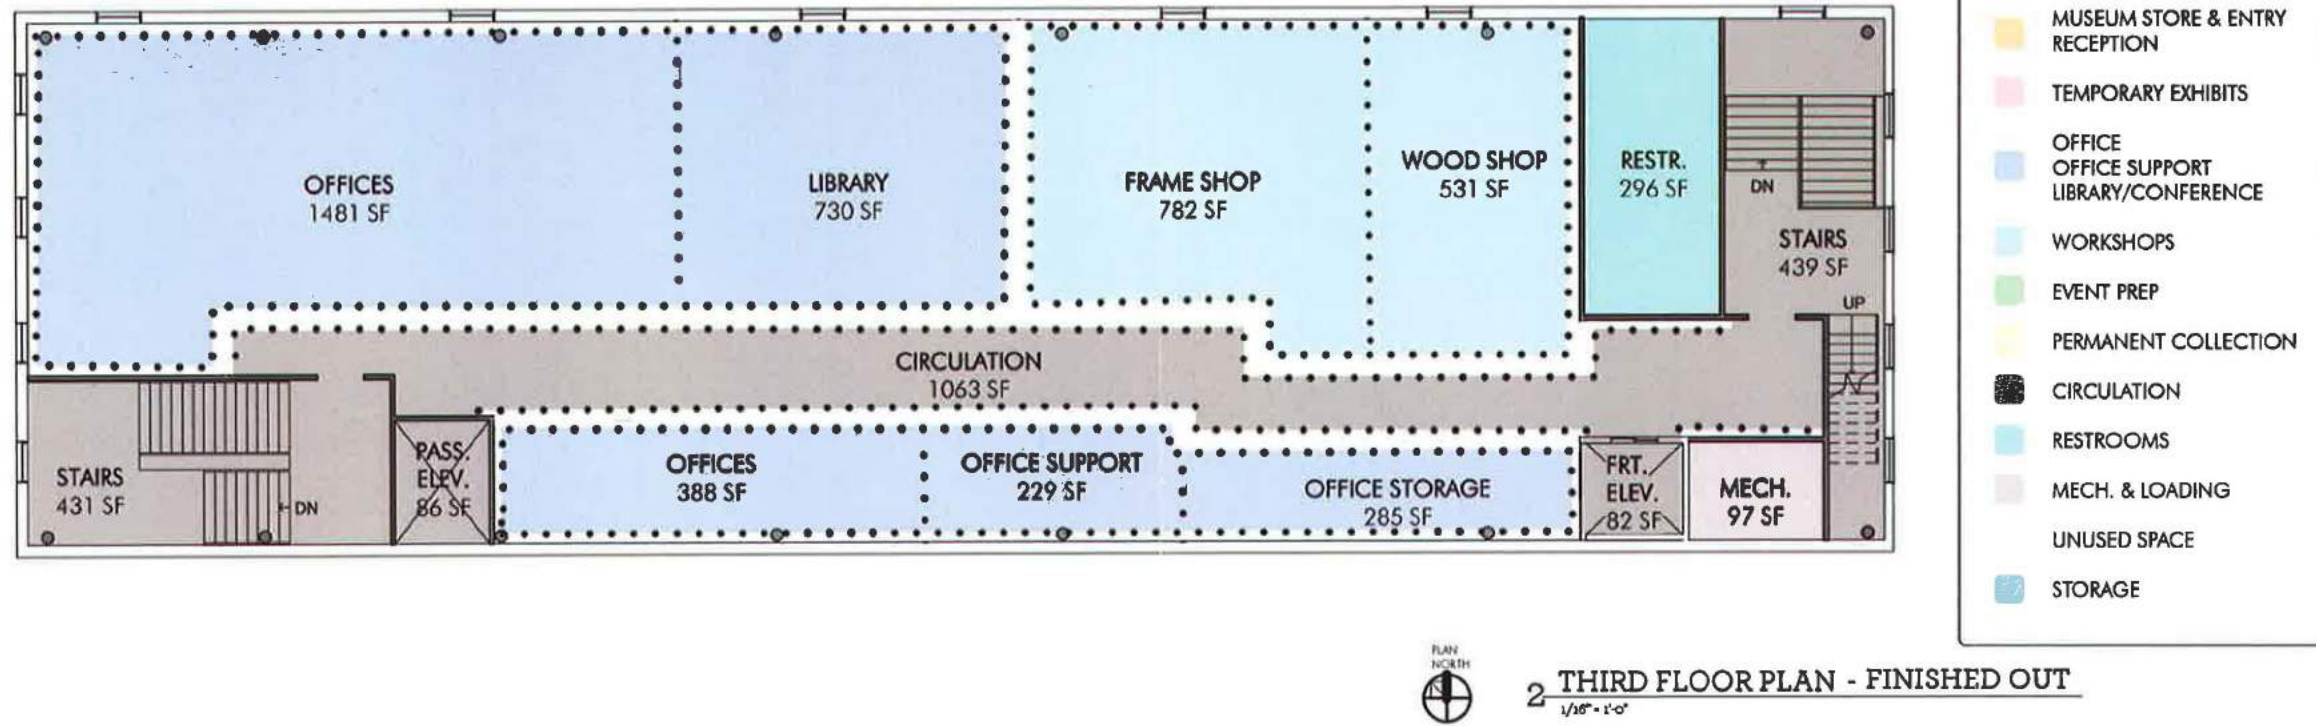 OFFICES
1481 SF
LIBRARY
730 SF
FRAME SHOP
782 SF
WOOD SHOP
531 SF
RESTR.
296 SF
DN
STAIRS
439 SF
UP
CIRCULATION
1063 SF
STAIRS
431 SF
DN
PASS.
ELEV.
86 SF
OFFICES
388 SF
OFFICE SUPPORT
229 SF
OFFICE STORAGE
285 SF
FRT.
ELEV.
82 SF
MECH.
97 SF
MUSEUM STORE & ENTRY
RECEPTION
TEMPORARY EXHIBITS
OFFICE
OFFICE SUPPORT
LIBRARY/CONFERENCE
WORKSHOPS
EVENT PREP
PERMANENT COLLECTION
CIRCULATION
RESTROOMS
MECH. & LOADING
UNUSED SPACE
STORAGE
PLAN
NORTH
N
2 THIRD FLOOR PLAN - FINISHED OUT
1/16" = 1'-0"